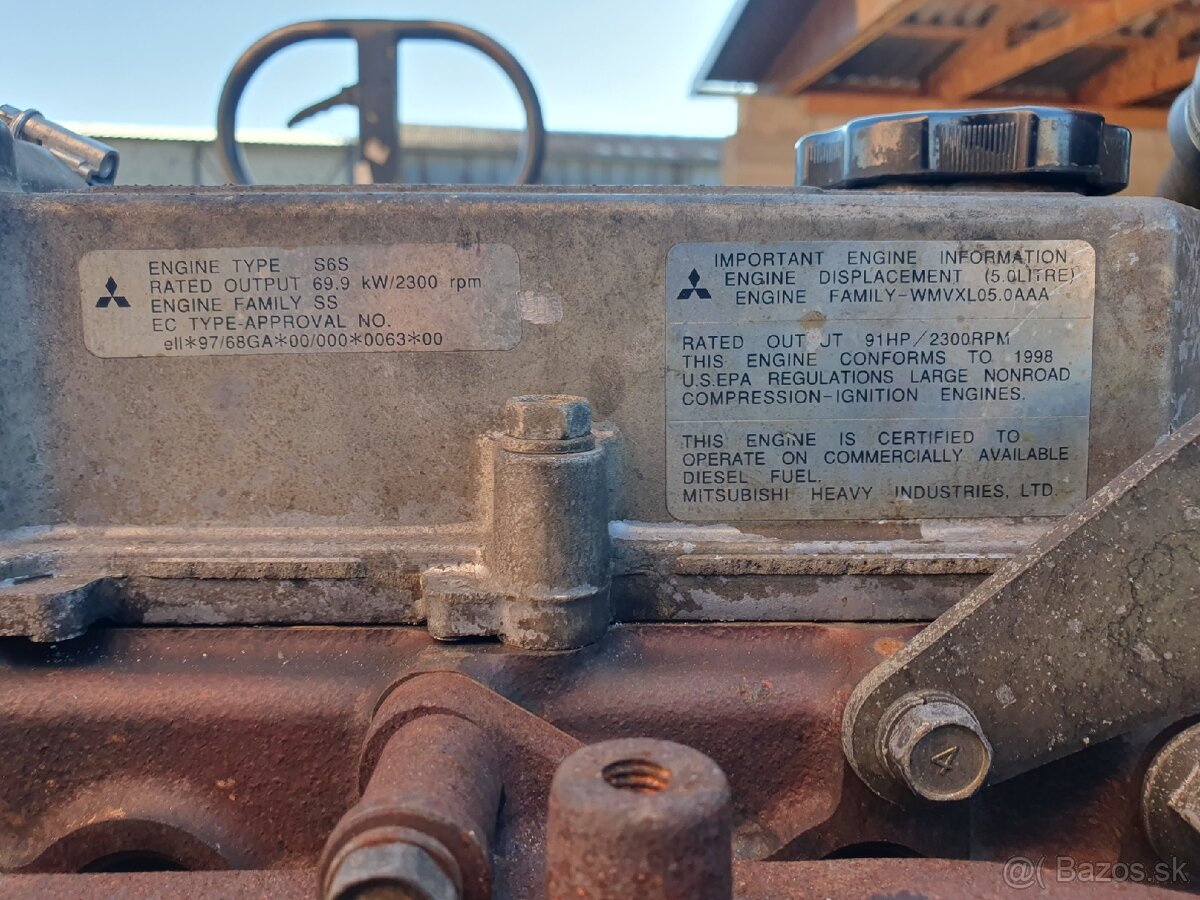 ENGINE TYPE S6S
RATED OUTPUT 69.9 kW/2300 rpm
ENGINE FAMILY SS
EC TYPE-APPROVAL NO.
ell*97/68GA*00/000*0063*00
IMPORTANT ENGINE INFORMATION
ENGINE DISPLACEMENT (5.0LITRE)
ENGINE FAMILY-WMVXL05.0AAA
RATED OUTPUT 91HP/2300RPM
THIS ENGINE CONFORMS TO 1998
U.S.EPA REGULATIONS LARGE NONROAD
COMPRESSION-IGNITION ENGINES.
THIS ENGINE IS CERTIFIED TO
OPERATE ON COMMERCIALLY AVAILABLE
DIESEL FUEL.
MITSUBISHI HEAVY INDUSTRIES, LTD.
4
@( Bazos.sk